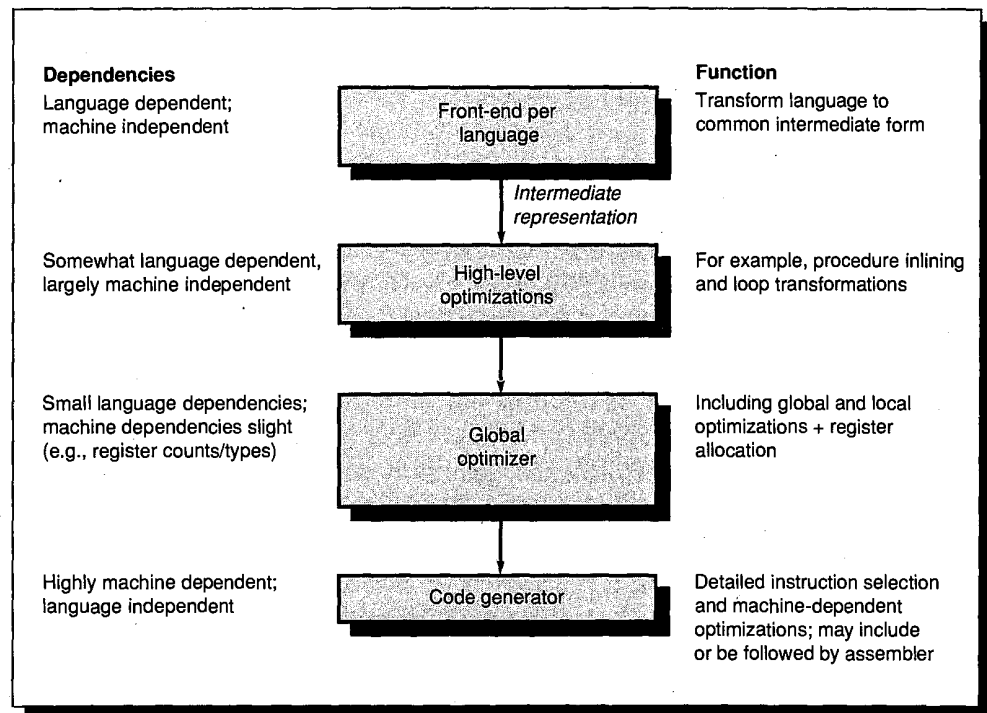 Dependencies
Language dependent;
machine independent
Front-end per
language
Function
Transform language to
common intermediate form
Intermediate
representation
Somewhat language dependent,
largely machine independent
High-level
optimizations
For example, procedure inlining
and loop transformations
Small language dependencies;
machine dependencies slight
(e.g., register counts/types)
Global
optimizer
Including global and local
optimizations + register
allocation
Highly machine dependent;
language independent
Code generator
Detailed instruction selection
and machine-dependent
optimizations; may include
or be followed by assembler